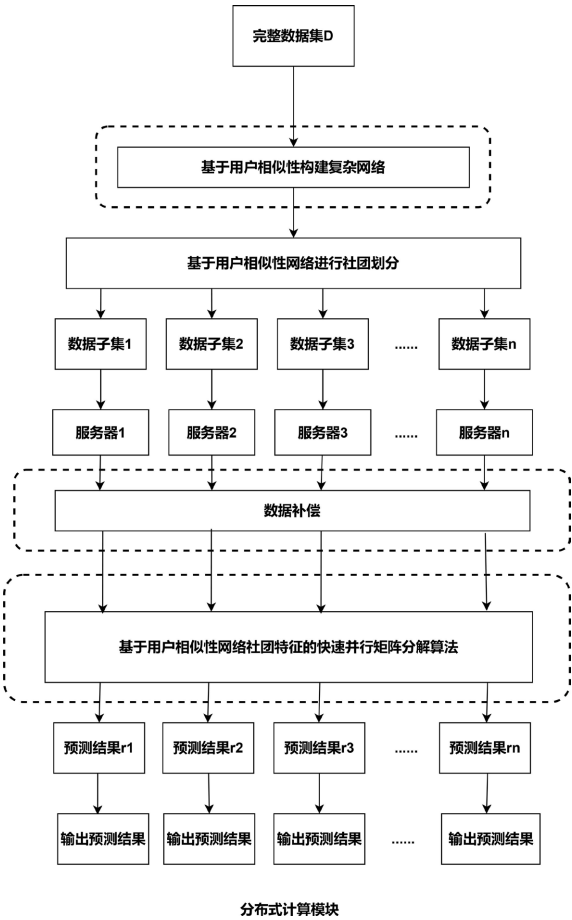 完整数据集D
基于用户相似性构建复杂网络
基于用户相似性网络进行社团划分
数据子集1
数据子集2
数据子集3
......
数据子集n
服务器1
服务器2
服务器3
......
服务器n
数据补偿
基于用户相似性网络社团特征的快速并行矩阵分解算法
预测结果r1
预测结果r2
预测结果r3
......
预测结果rn
输出预测结果
输出预测结果
输出预测结果
......
输出预测结果
分布式计算模块